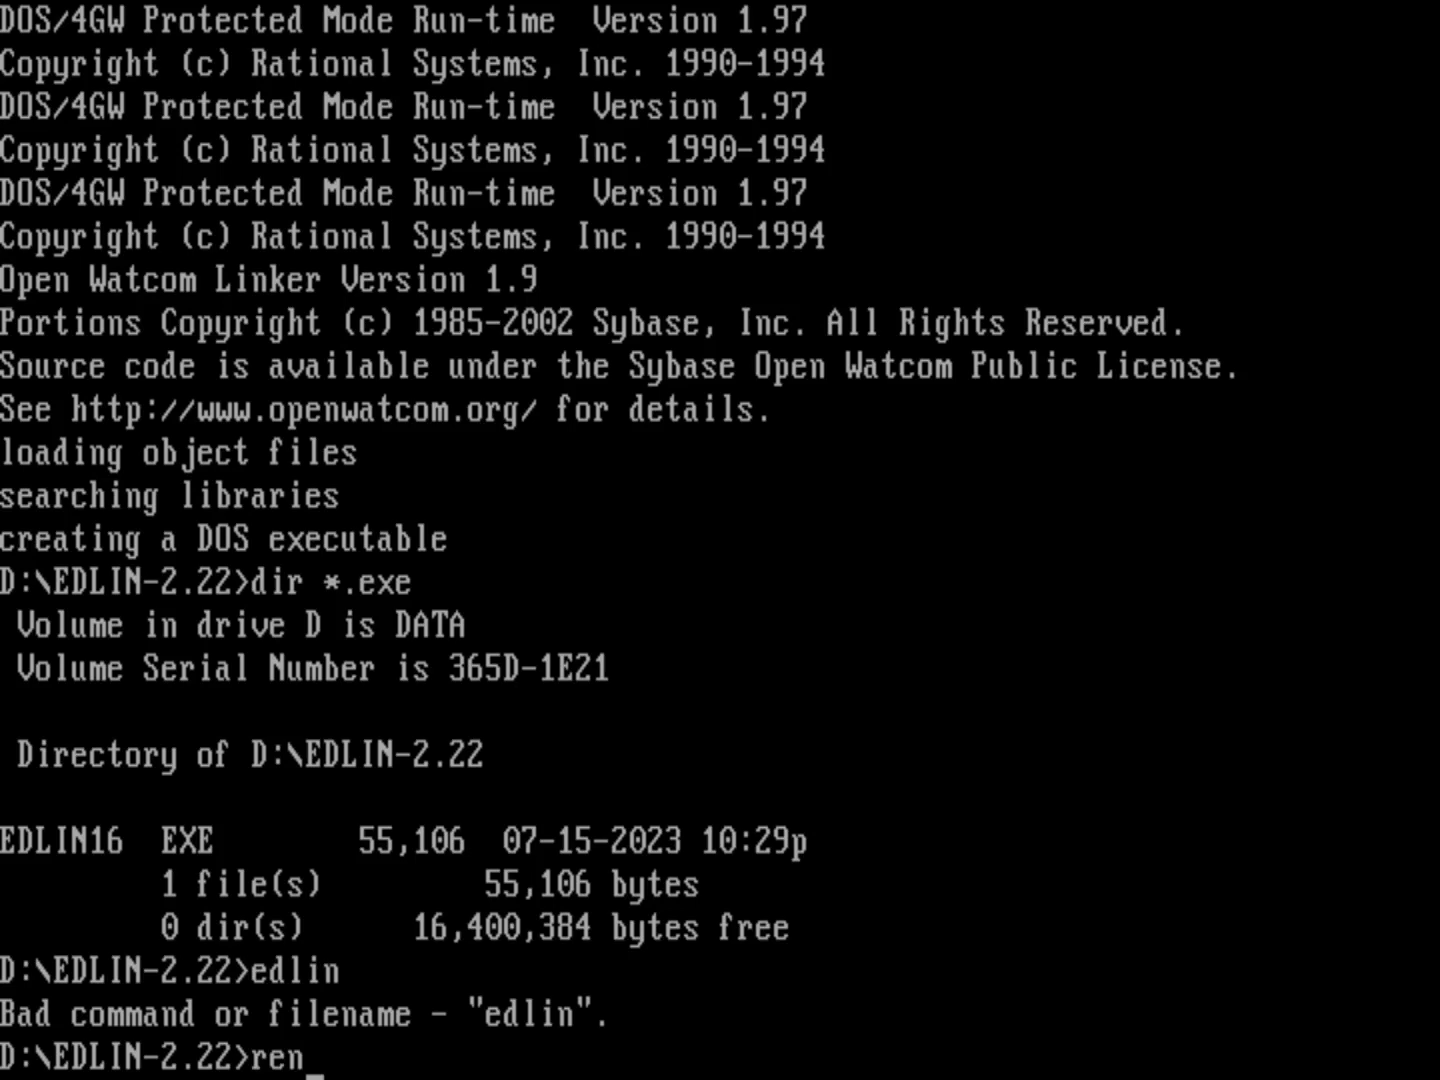 DOS/4GW Protected Mode Run-time  Version 1.97
Copyright (c) Rational Systems, Inc. 1990-1994
DOS/4GW Protected Mode Run-time  Version 1.97
Copyright (c) Rational Systems, Inc. 1990-1994
DOS/4GW Protected Mode Run-time  Version 1.97
Copyright (c) Rational Systems, Inc. 1990-1994
Open Watcom Linker Version 1.9
Portions Copyright (c) 1985-2002 Sybase, Inc. All Rights Reserved.
Source code is available under the Sybase Open Watcom Public License.
See http://www.openwatcom.org/ for details.
loading object files
searching libraries
creating a DOS executable
D:\EDLIN-2.22>dir *.exe
 Volume in drive D is DATA
 Volume Serial Number is 365D-1E21
 Directory of D:\EDLIN-2.22
EDLIN16  EXE        55,106  07-15-2023 10:29p
         1 file(s)         55,106 bytes
         0 dir(s)      16,400,384 bytes free
D:\EDLIN-2.22>edlin
Bad command or filename - "edlin".
D:\EDLIN-2.22>ren_